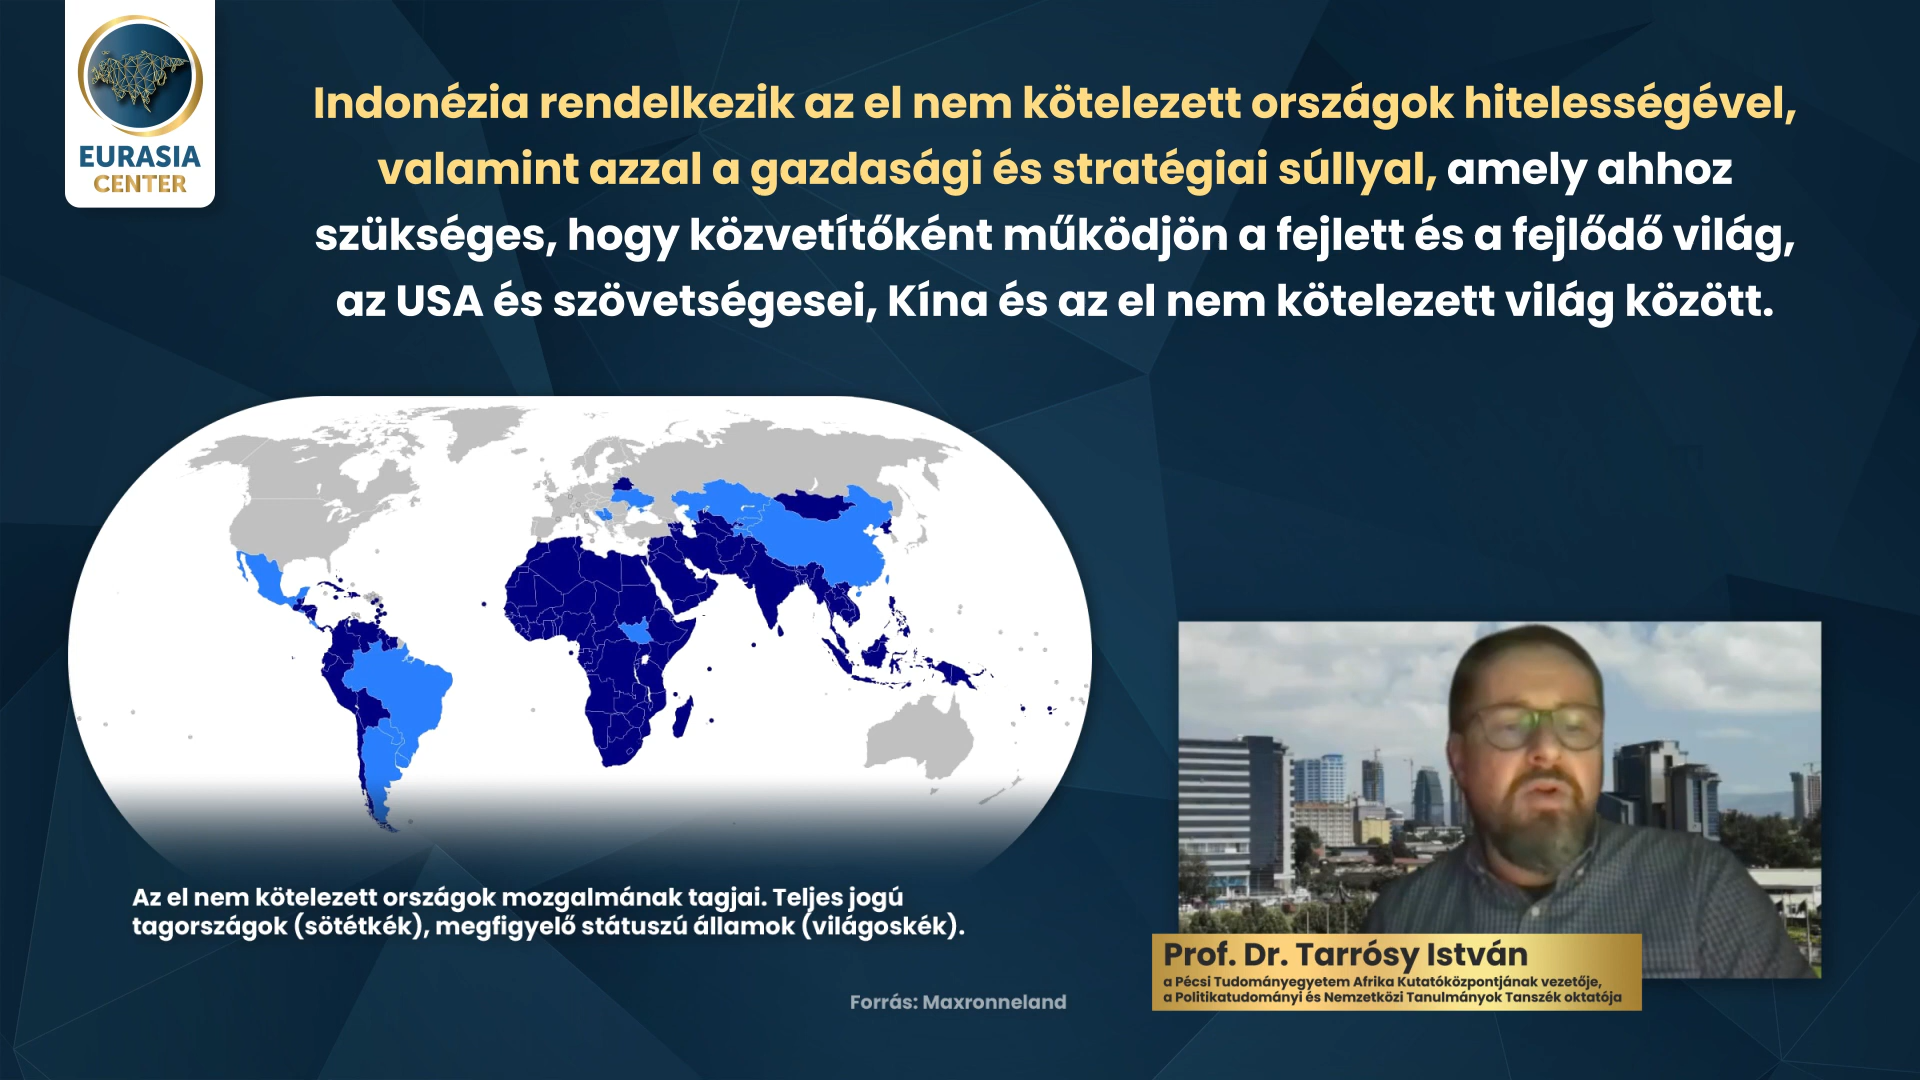 EURASIA
CENTER
Indonézia rendelkezik az el nem kötelezett országok hitelességével,
valamint azzal a gazdasági és stratégiai súllyal, amely ahhoz
szükséges, hogy közvetítőként működjön a fejlett és a fejlődő világ,
az USA és szövetségesei, Kína és az el nem kötelezett világ között.
Az el nem kötelezett országok mozgalmának tagjai. Teljes jogú
tagországok (sötétkék), megfigyelő státuszú államok (világoskék).
Forrás: Maxronneland
Prof. Dr. Tarrósy István
a Pécsi Tudományegyetem Afrika Kutatóközpontjának vezetője,
a Politikatudományi és Nemzetközi Tanulmányok Tanszék oktatója